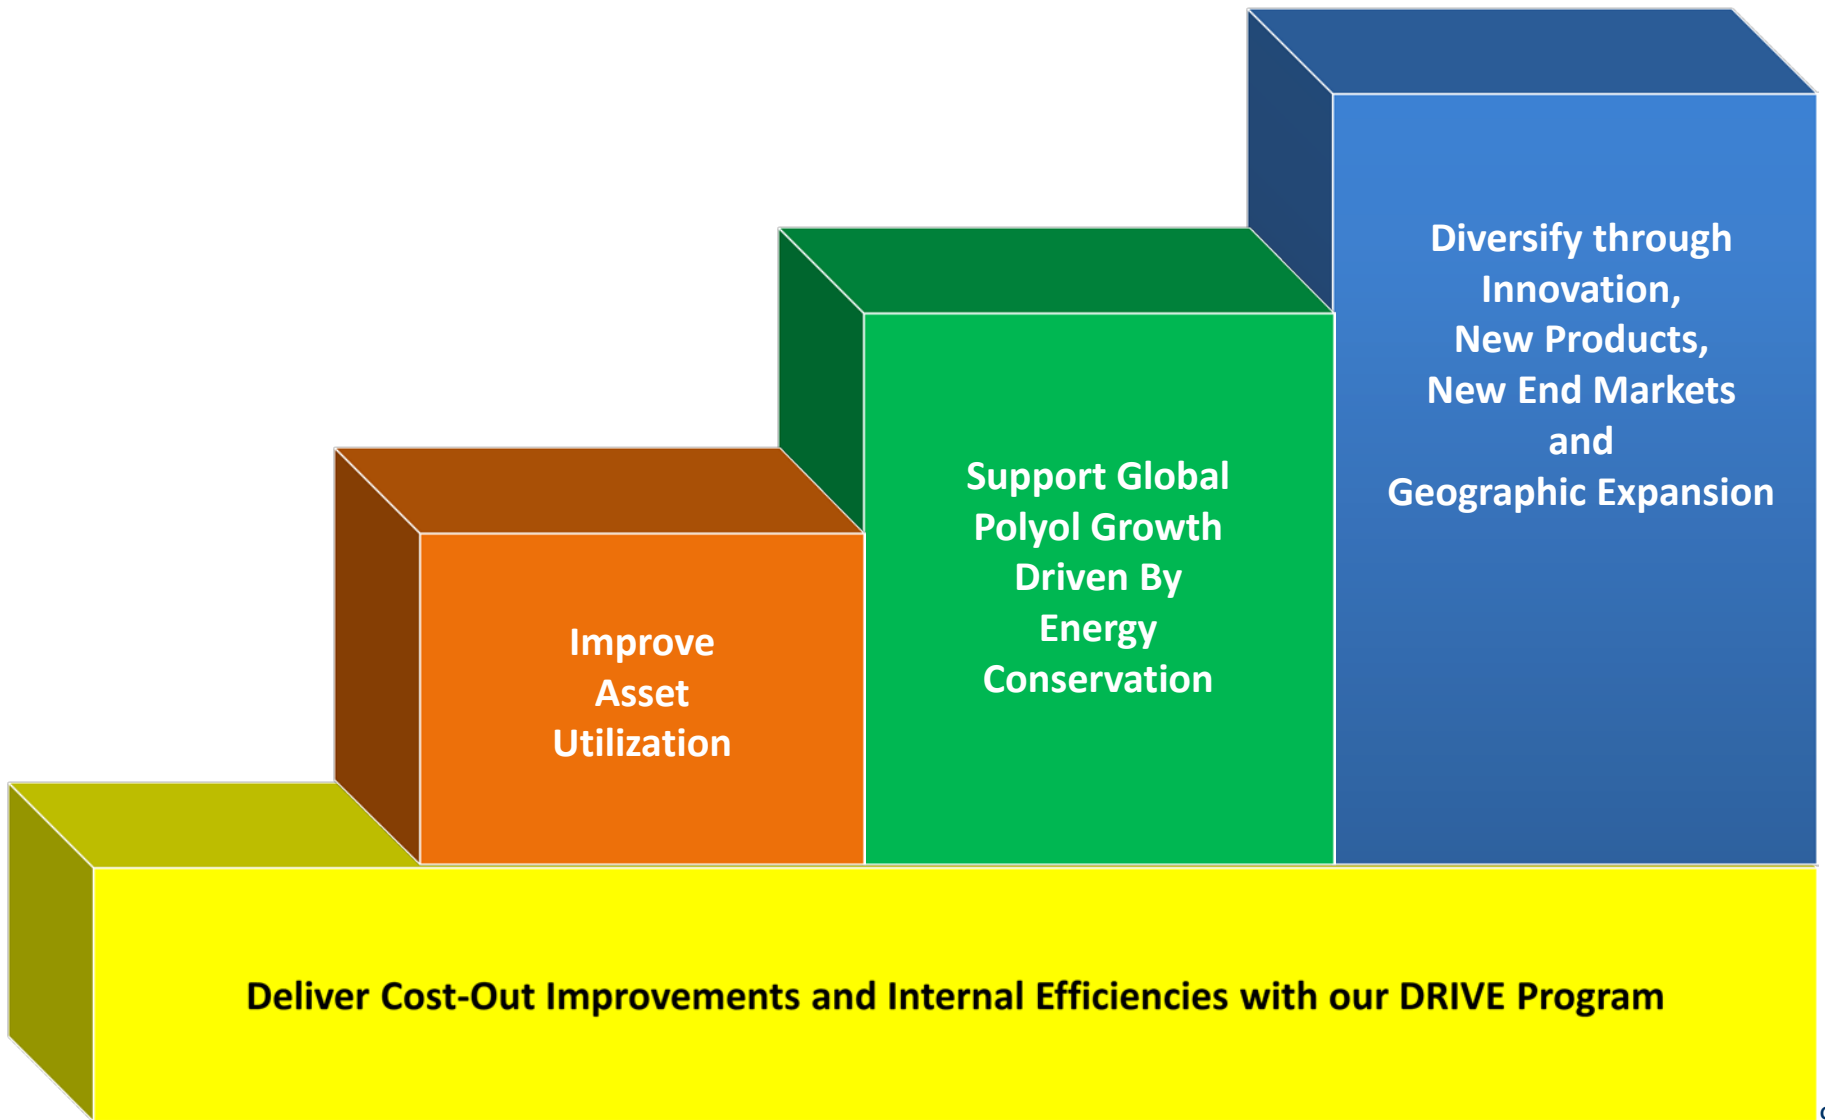 Diversify through
Innovation,
New Products,
New End Markets
and
Geographic Expansion
Support Global
Polyol Growth
Driven By
Energy
Conservation
Improve
Asset
Utilization
Deliver Cost-Out Improvements and Internal Efficiencies with our DRIVE Program